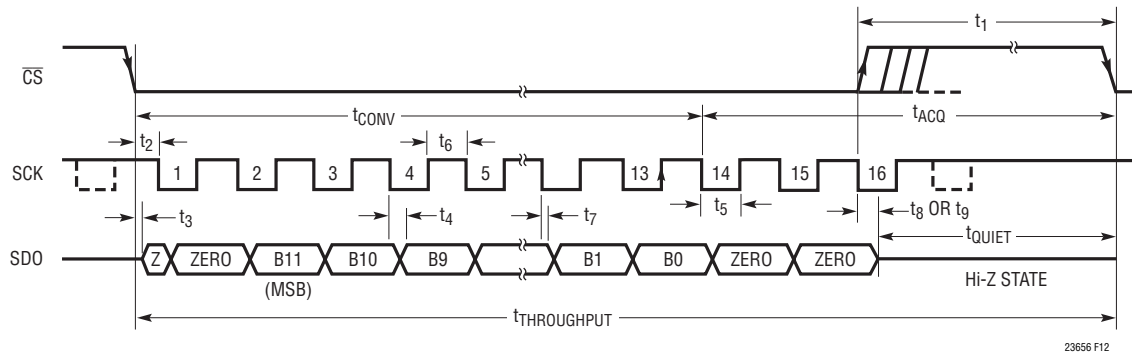 t1
CS
tCONV
tACQ
t2
t6
SCK
1 2 3 4 5 13 14 15 16
t3
t4
t7
t5
t8 OR t9
tQUIET
SDO
Z ZERO B11 B10 B9 B1 B0 ZERO ZERO
(MSB)
Hi-Z STATE
tTHROUGHPUT
23656 F12